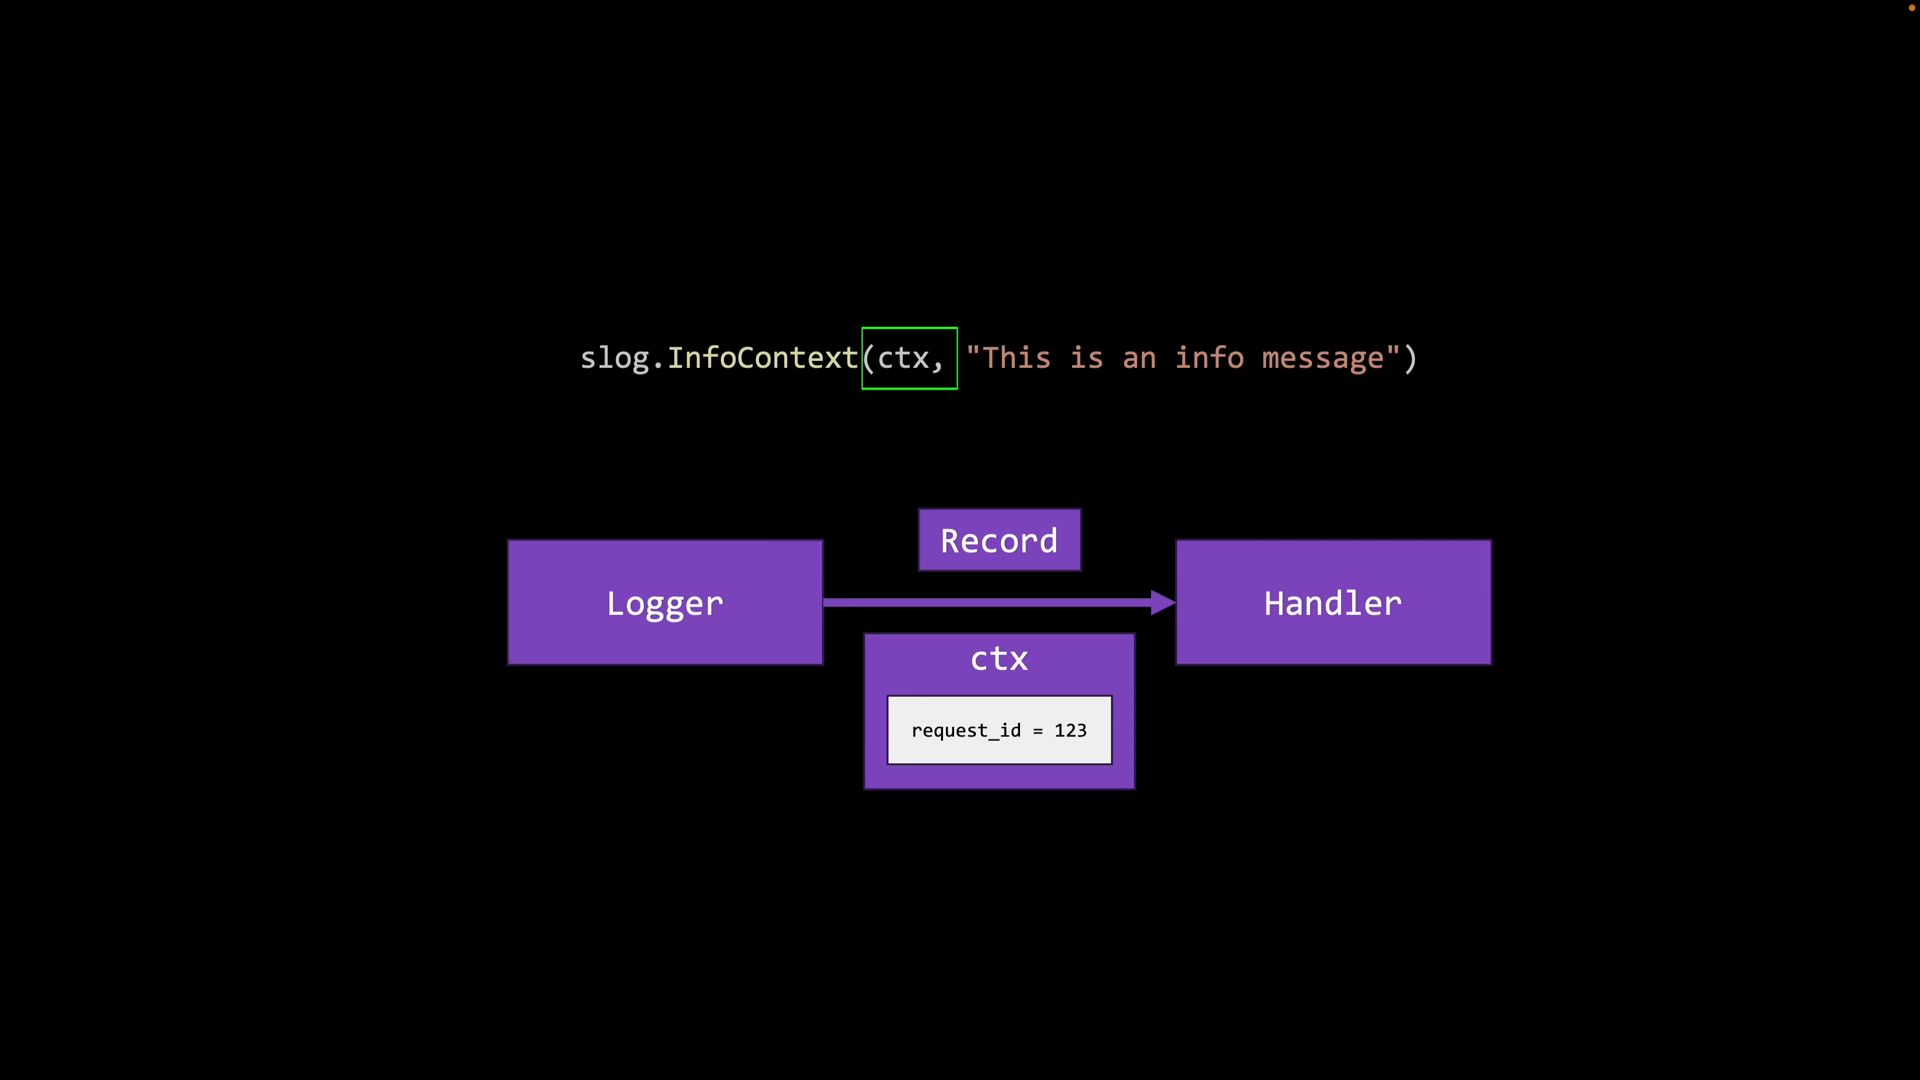 slog.InfoContext(ctx, "This is an info message")
Record
Logger
Handler
ctx
request_id = 123